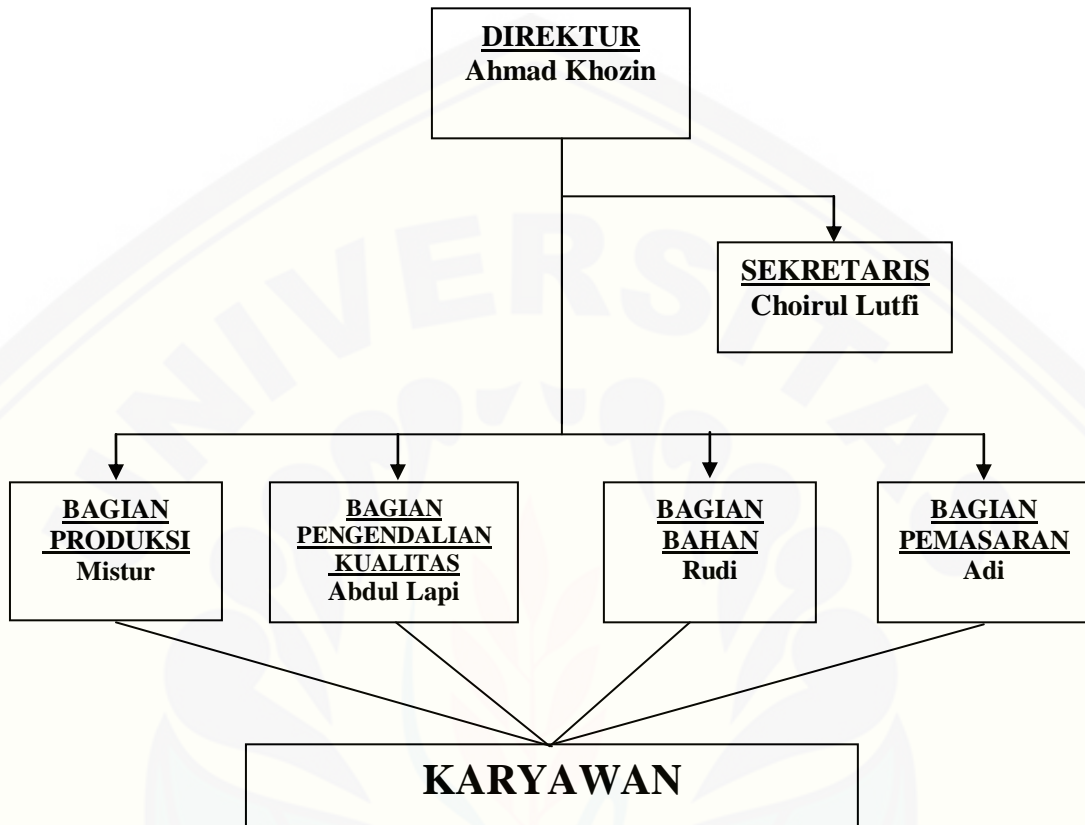 DIREKTUR
Ahmad Khozin
SEKRETARIS
Choirul Lutfi
BAGIAN
PRODUKSI
Mistur
BAGIAN
PENGENDALIAN
KUALITAS
Abdul Lapi
BAGIAN
BAHAN
Rudi
BAGIAN
PEMASARAN
Adi
KARYAWAN
UNIVERSITAS